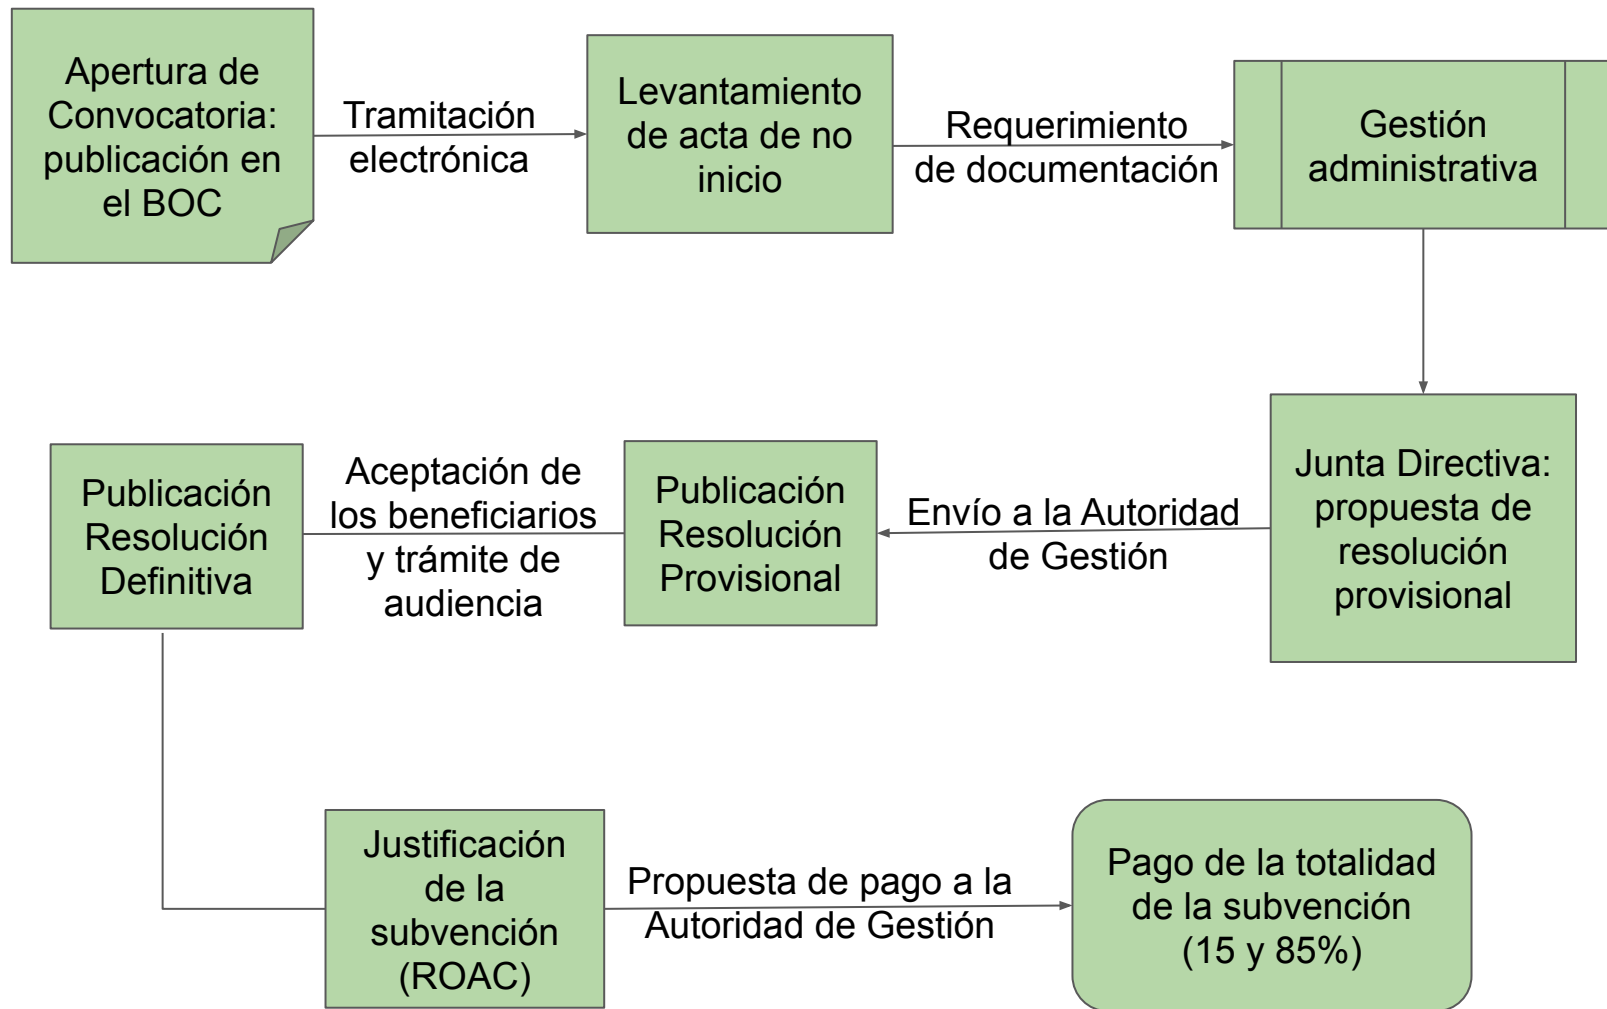 Apertura de
Convocatoria:
publicación en
el BOC
Tramitación
electrónica
Levantamiento
de acta de no
inicio
Requerimiento
de documentación
Gestión
administrativa
Junta Directiva:
propuesta de
resolución
provisional
Envío a la Autoridad
de Gestión
Publicación
Resolución
Provisional
Aceptación de
los beneficiarios
y trámite de
audiencia
Publicación
Resolución
Definitiva
Justificación
de la
subvención
(ROAC)
Propuesta de pago a la
Autoridad de Gestión
Pago de la totalidad
de la subvención
(15 y 85%)